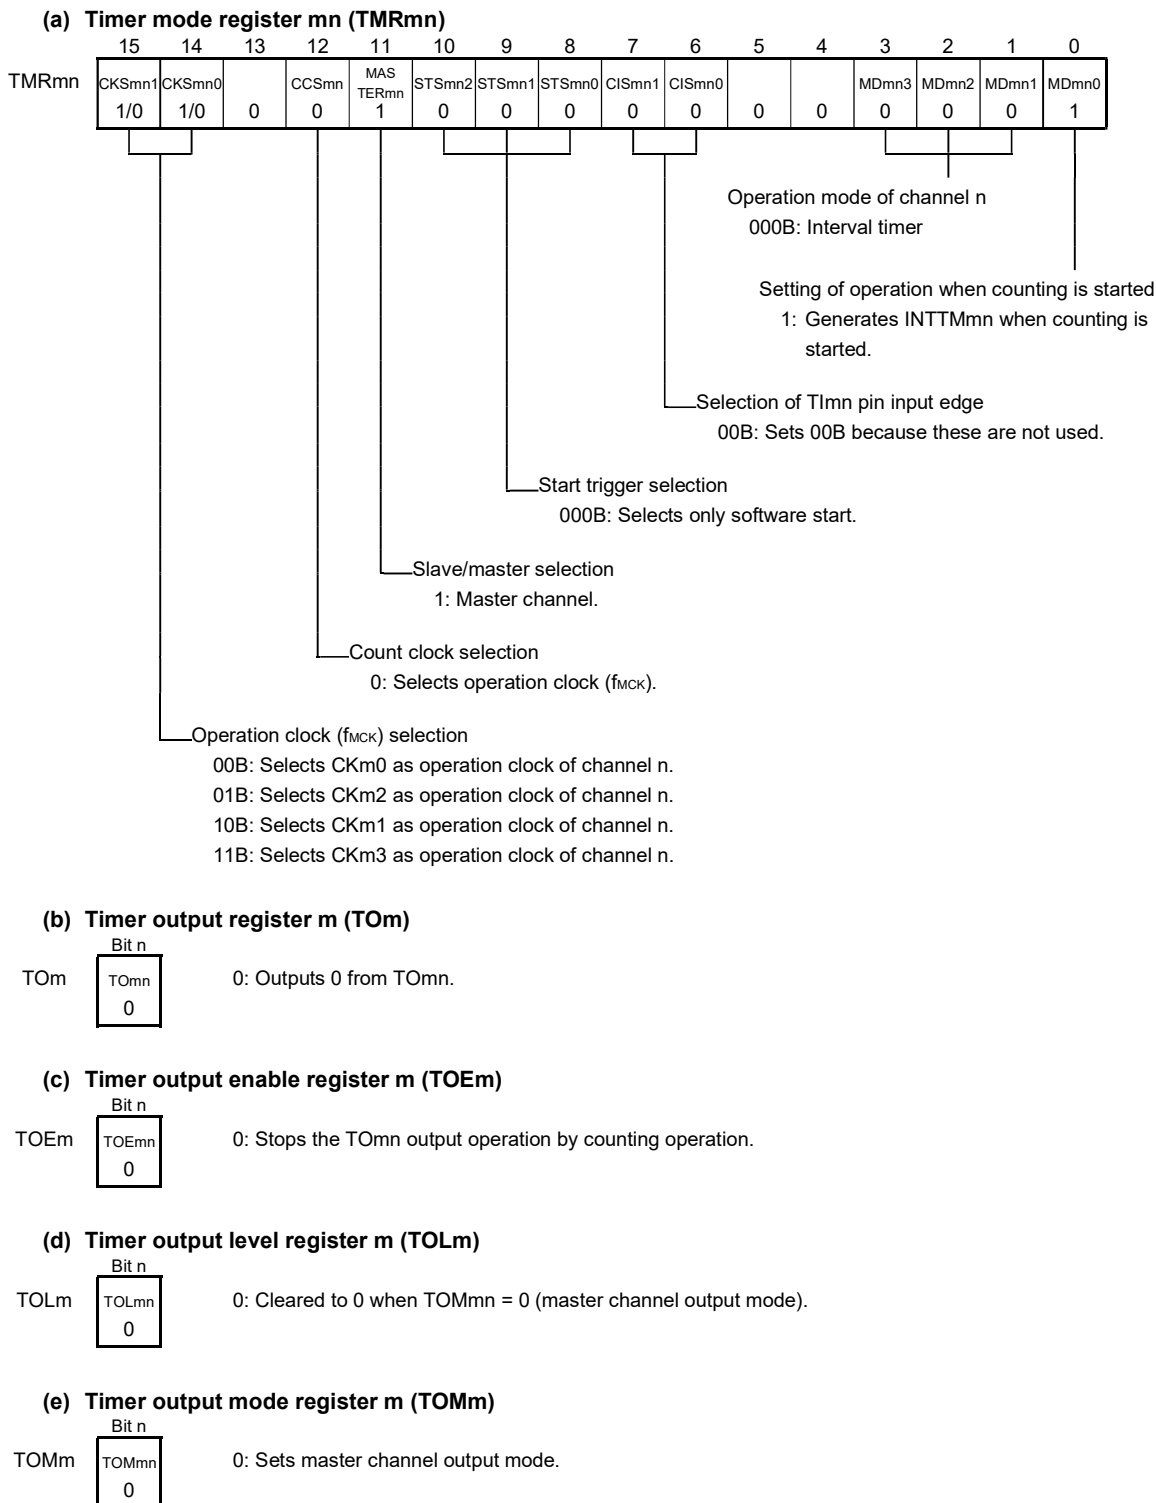 (a) Timer mode register mn (TMRmn)
15 14 13 12 11 10 9 8 7 6 5 4 3 2 1 0
TMRmn CKSmn1 CKSmn0 CCSmn MAS TERmn STSmn2 STSmn1 STSmn0 CISmn1 CISmn0 MDmn3 MDmn2 MDmn1 MDmn0
1/0 1/0 0 0 1 0 0 0 0 0 0 0 0 0 0 1
Operation mode of channel n
000B: Interval timer
Setting of operation when counting is started
1: Generates INTTMmn when counting is
started.
Selection of TImn pin input edge
00B: Sets 00B because these are not used.
Start trigger selection
000B: Selects only software start.
Slave/master selection
1: Master channel.
Count clock selection
0: Selects operation clock (fMCK).
Operation clock (fMCK) selection
00B: Selects CKm0 as operation clock of channel n.
01B: Selects CKm2 as operation clock of channel n.
10B: Selects CKm1 as operation clock of channel n.
11B: Selects CKm3 as operation clock of channel n.
(b) Timer output register m (TOm)
Bit n
TOm TOmn 0: Outputs 0 from TOmn.
0
(c) Timer output enable register m (TOEm)
Bit n
TOEm TOEmn 0: Stops the TOmn output operation by counting operation.
0
(d) Timer output level register m (TOLm)
Bit n
TOLm TOLmn 0: Cleared to 0 when TOMmn = 0 (master channel output mode).
0
(e) Timer output mode register m (TOMm)
Bit n
TOMm TOMmn 0: Sets master channel output mode.
0